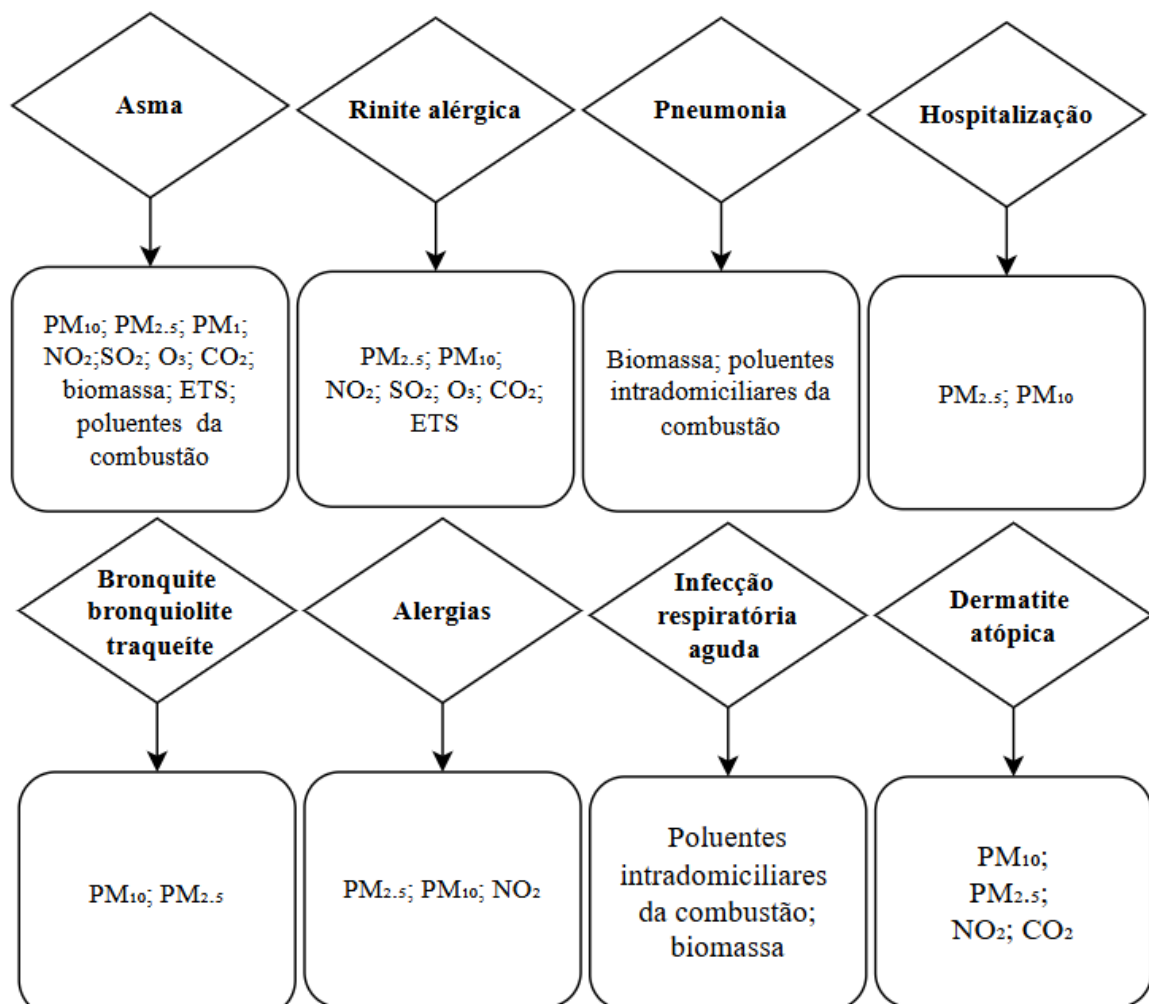 Asma
Rinite alérgica
Pneumonia
Hospitalização
PM₁₀; PM₂.₅; PM₁;
NO₂;SO₂; O₃; CO₂;
biomassa; ETS;
poluentes da
combustão
PM₂.₅; PM₁₀;
NO₂; SO₂; O₃; CO₂;
ETS
Biomassa; poluentes
intradomiciliares da
combustão
PM₂.₅; PM₁₀
Bronquite
bronquiolite
traqueíte
Alergias
Infecção
respiratória
aguda
Dermatite
atópica
PM₁₀; PM₂.₅
PM₂.₅; PM₁₀; NO₂
Poluentes
intradomiciliares
da combustão;
biomassa
PM₁₀;
PM₂.₅;
NO₂; CO₂